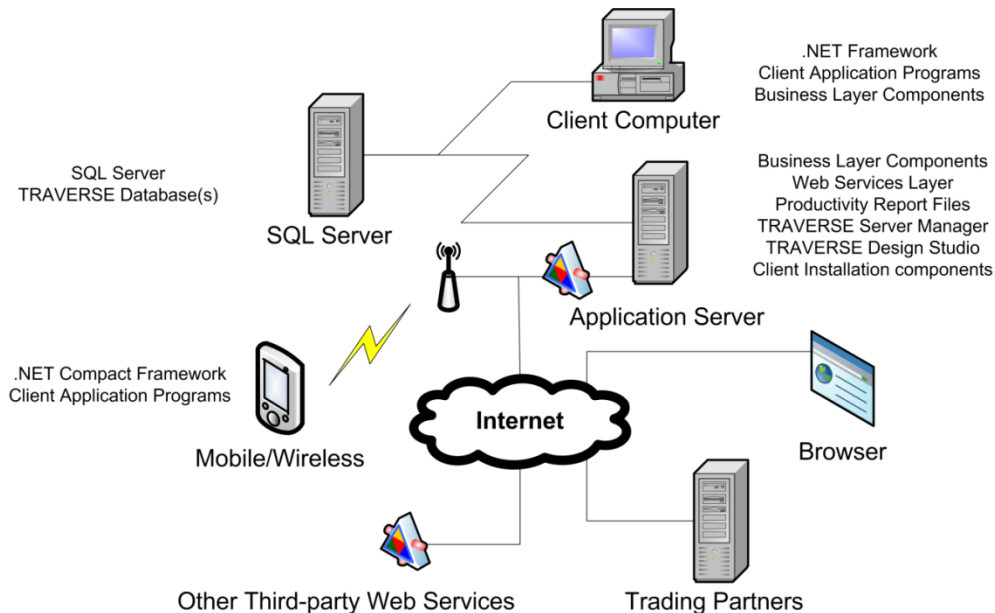 .NET Framework
Client Application Programs
Business Layer Components
Client Computer
SQL Server
TRAVERSE Database(s)
SQL Server
Business Layer Components
Web Services Layer
Productivity Report Files
TRAVERSE Server Manager
TRAVERSE Design Studio
Client Installation components
Application Server
.NET Compact Framework
Client Application Programs
Mobile/Wireless
Internet
Browser
Other Third-party Web Services
Trading Partners